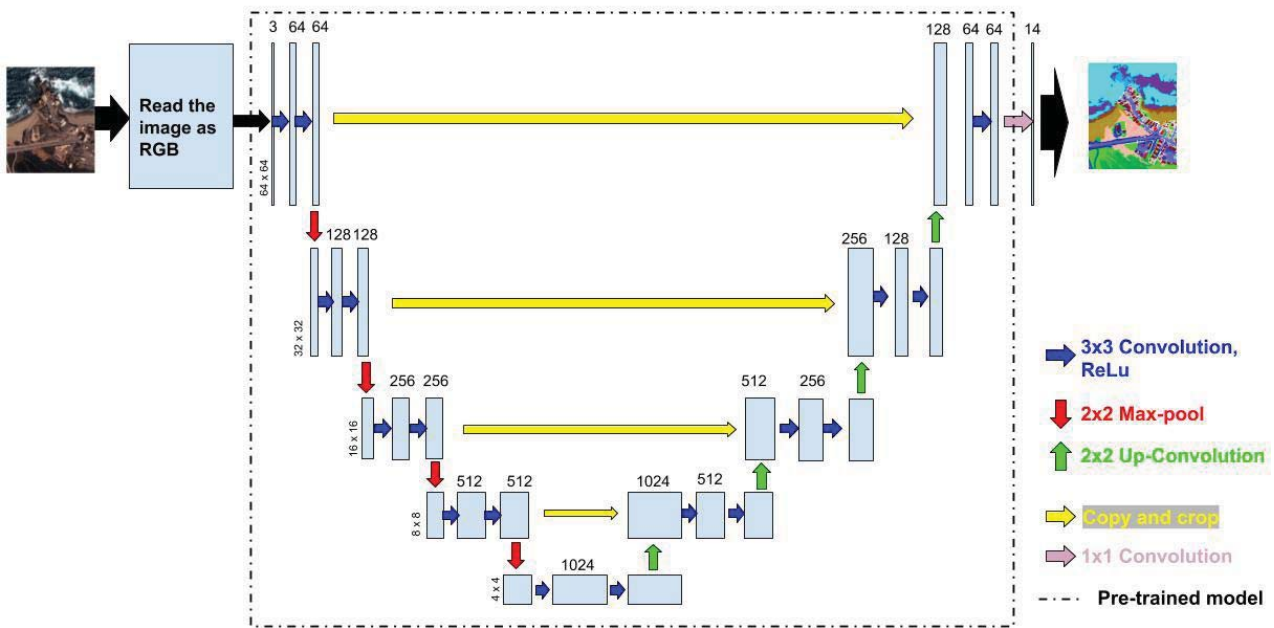 3 64 64
128 64 64 14
Read the
image as
RGB
64 x 64
128 128
256 128
32 x 32
256 256
512 256
16 x 16
512 512
1024 512
8 x 8
1024
4 x 4
3x3 Convolution,
ReLu
2x2 Max-pool
2x2 Up-Convolution
Copy and crop
1x1 Convolution
Pre-trained model